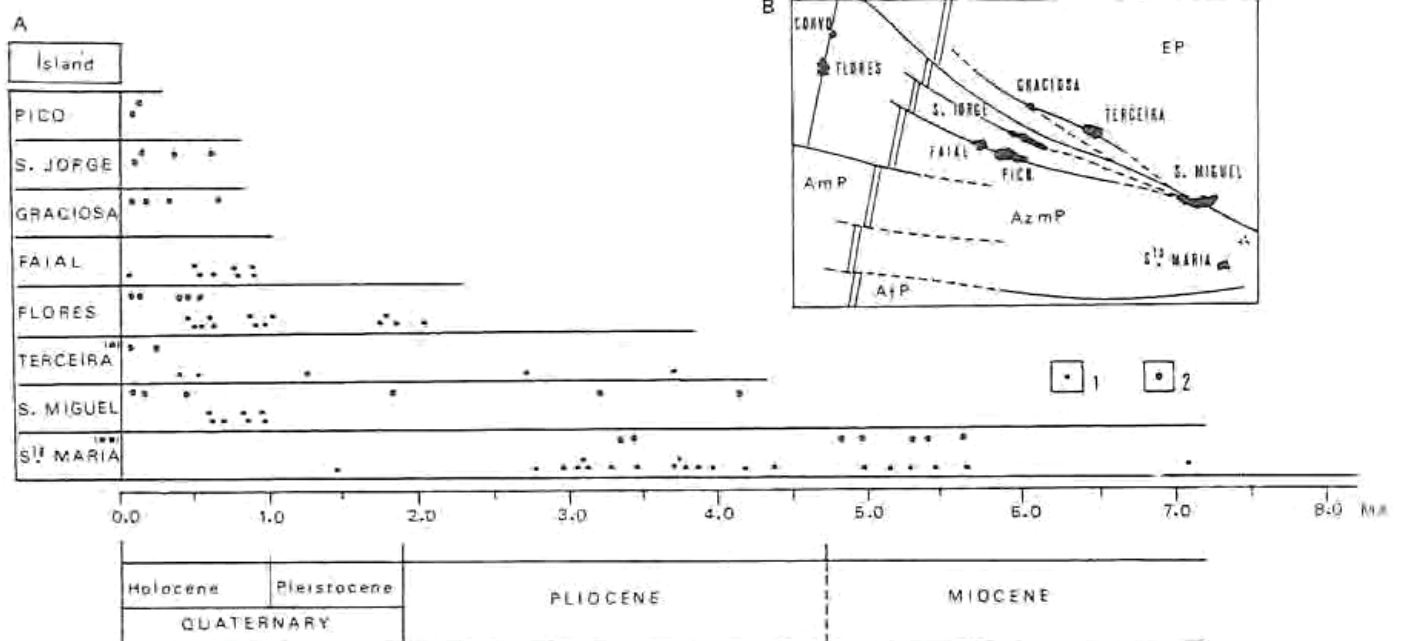 A
Island
PICO
S. JORGE
GRACIOSA
FAIAL
FLORES
TERCEIRA
S. MIGUEL
Sta. MARIA
0.0 1.0 2.0 3.0 4.0 5.0 6.0 7.0 8.0 M.A
Holocene Pleistocene PLIOCENE MIOCENE
QUATERNARY
B
CORVO
FLORES
EP
GRACIOSA
TERCEIRA
S. JORGE
FAIAL
PICO
S. MIGUEL
AmP
AzmP
Sta. MARIA
AfP
1 2